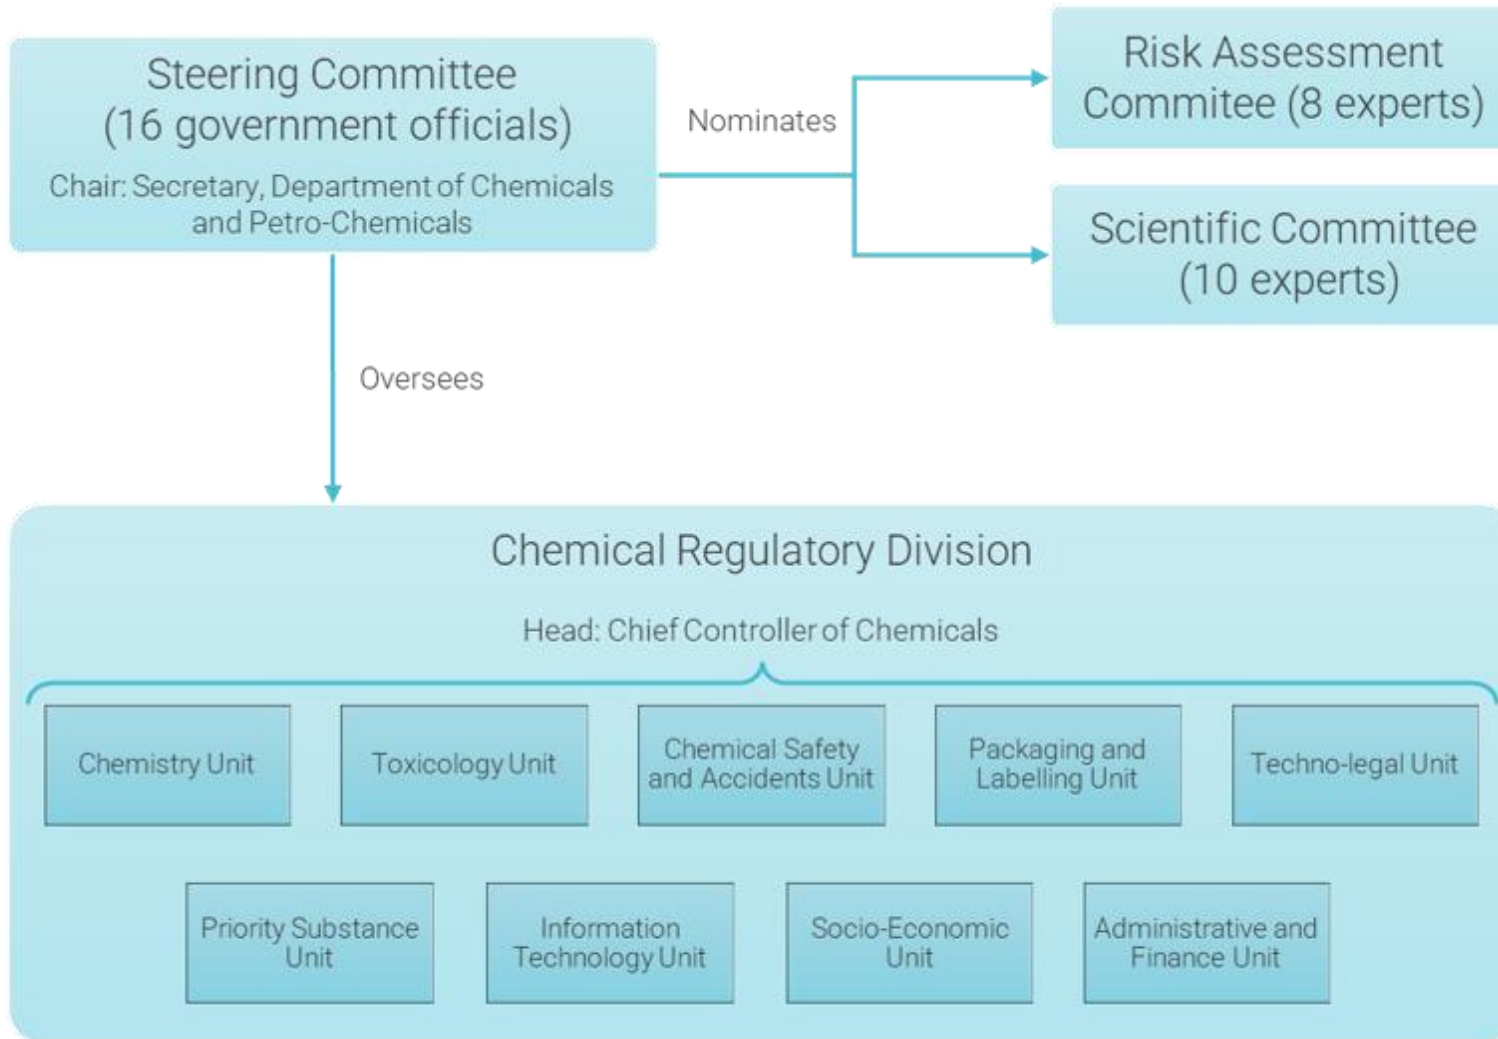 Steering Committee
(16 government officials)
Chair: Secretary, Department of Chemicals
and Petro-Chemicals
Nominates
Risk Assessment
Commitee (8 experts)
Scientific Committee
(10 experts)
Oversees
Chemical Regulatory Division
Head: Chief Controller of Chemicals
Chemistry Unit
Toxicology Unit
Chemical Safety
and Accidents Unit
Packaging and
Labelling Unit
Techno-legal Unit
Priority Substance
Unit
Information
Technology Unit
Socio-Economic
Unit
Administrative and
Finance Unit